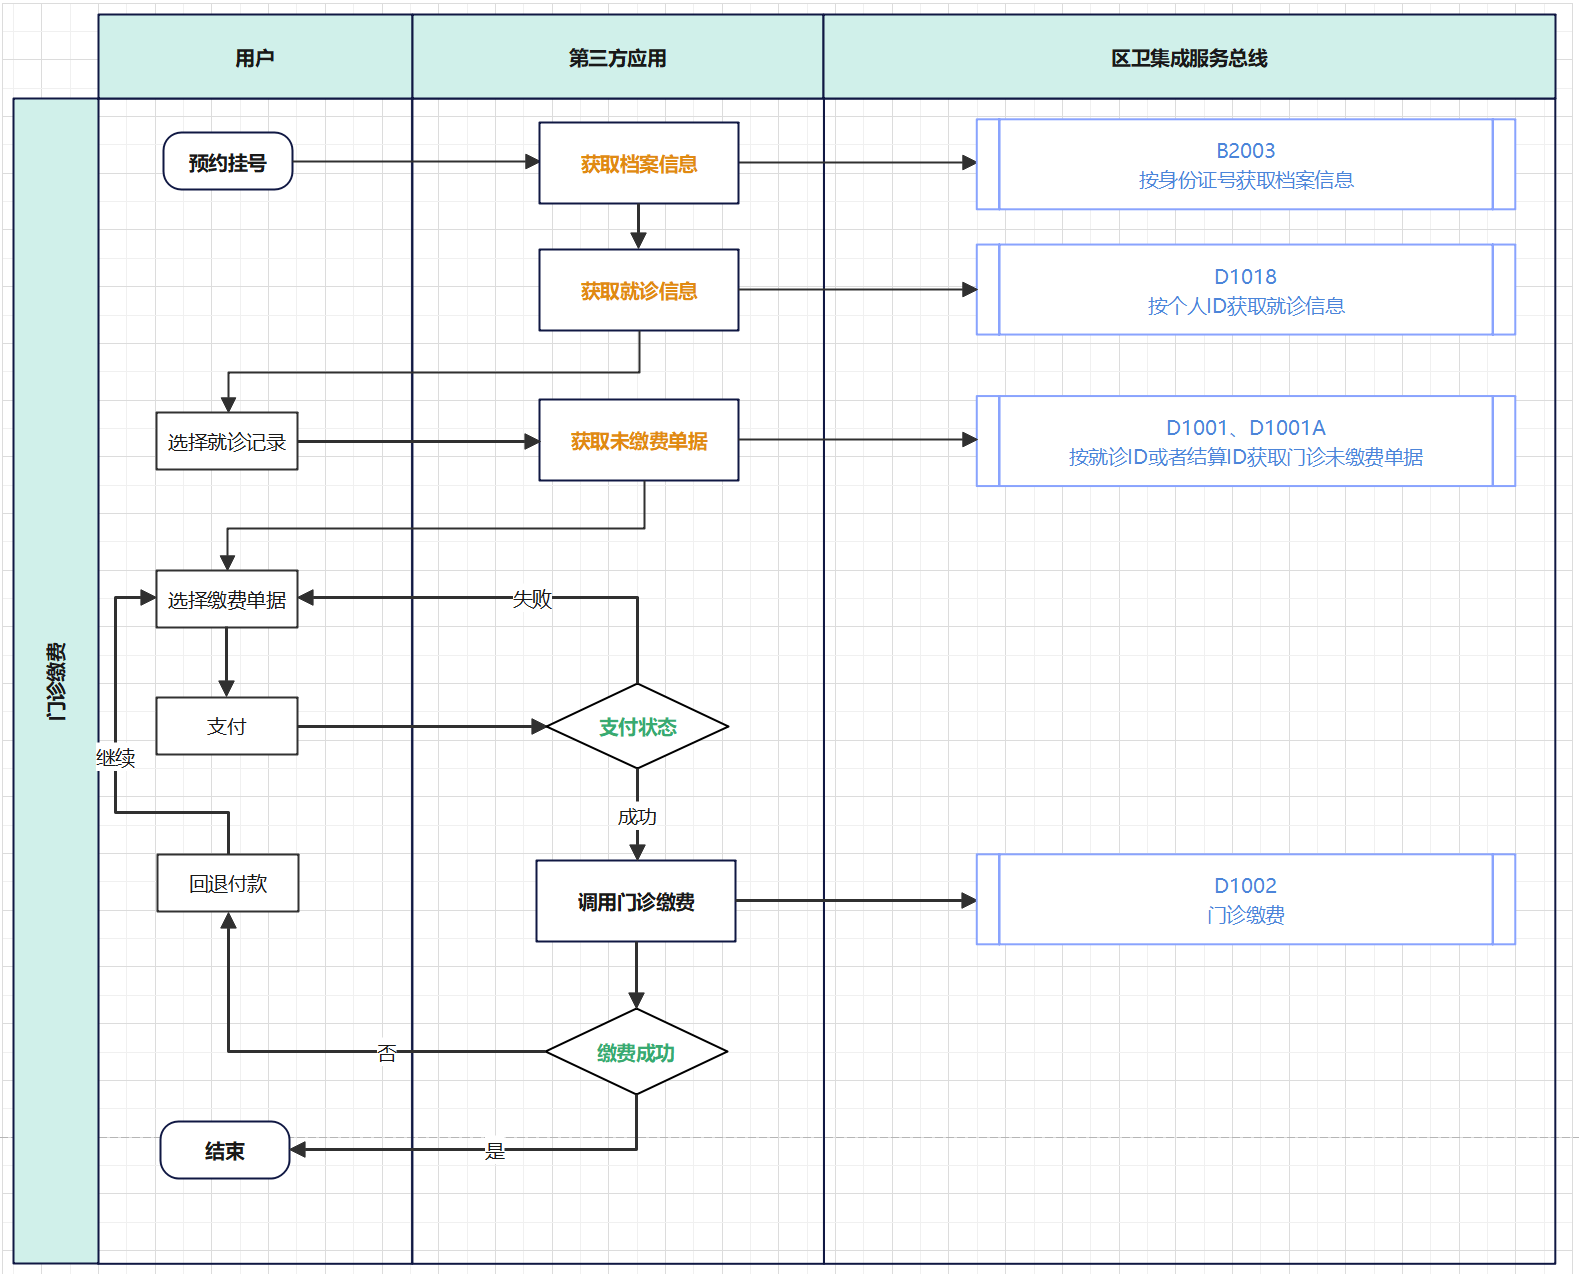 用户
第三方应用
区卫集成服务总线
门诊缴费
预约挂号
获取档案信息
B2003
按身份证号获取档案信息
获取就诊信息
D1018
按个人ID获取就诊信息
选择就诊记录
获取未缴费单据
D1001、D1001A
按就诊ID或者结算ID获取门诊未缴费单据
选择缴费单据
失败
支付
支付状态
继续
成功
回退付款
调用门诊缴费
D1002
门诊缴费
否
缴费成功
结束
是